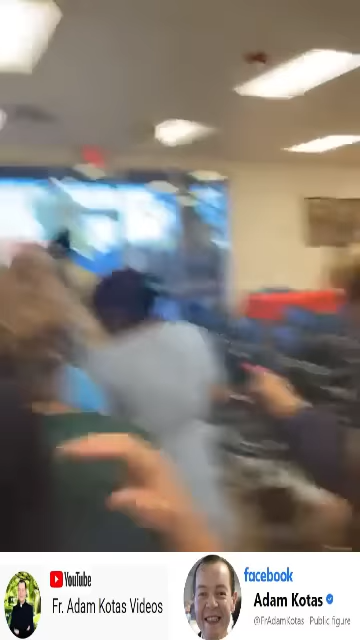 YouTube
Fr. Adam Kotas Videos
facebook
Adam Kotas
@FrAdamKotas · Public figure